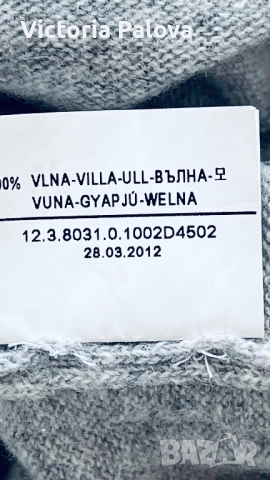 Victoria Palova
00% VLNA-VILLA-ULL-ВЪЛНА-모
VUNA-GYAPJÚ-WELNA
12.3.8031.0.1002D4502
28.03.2012
BAZAR